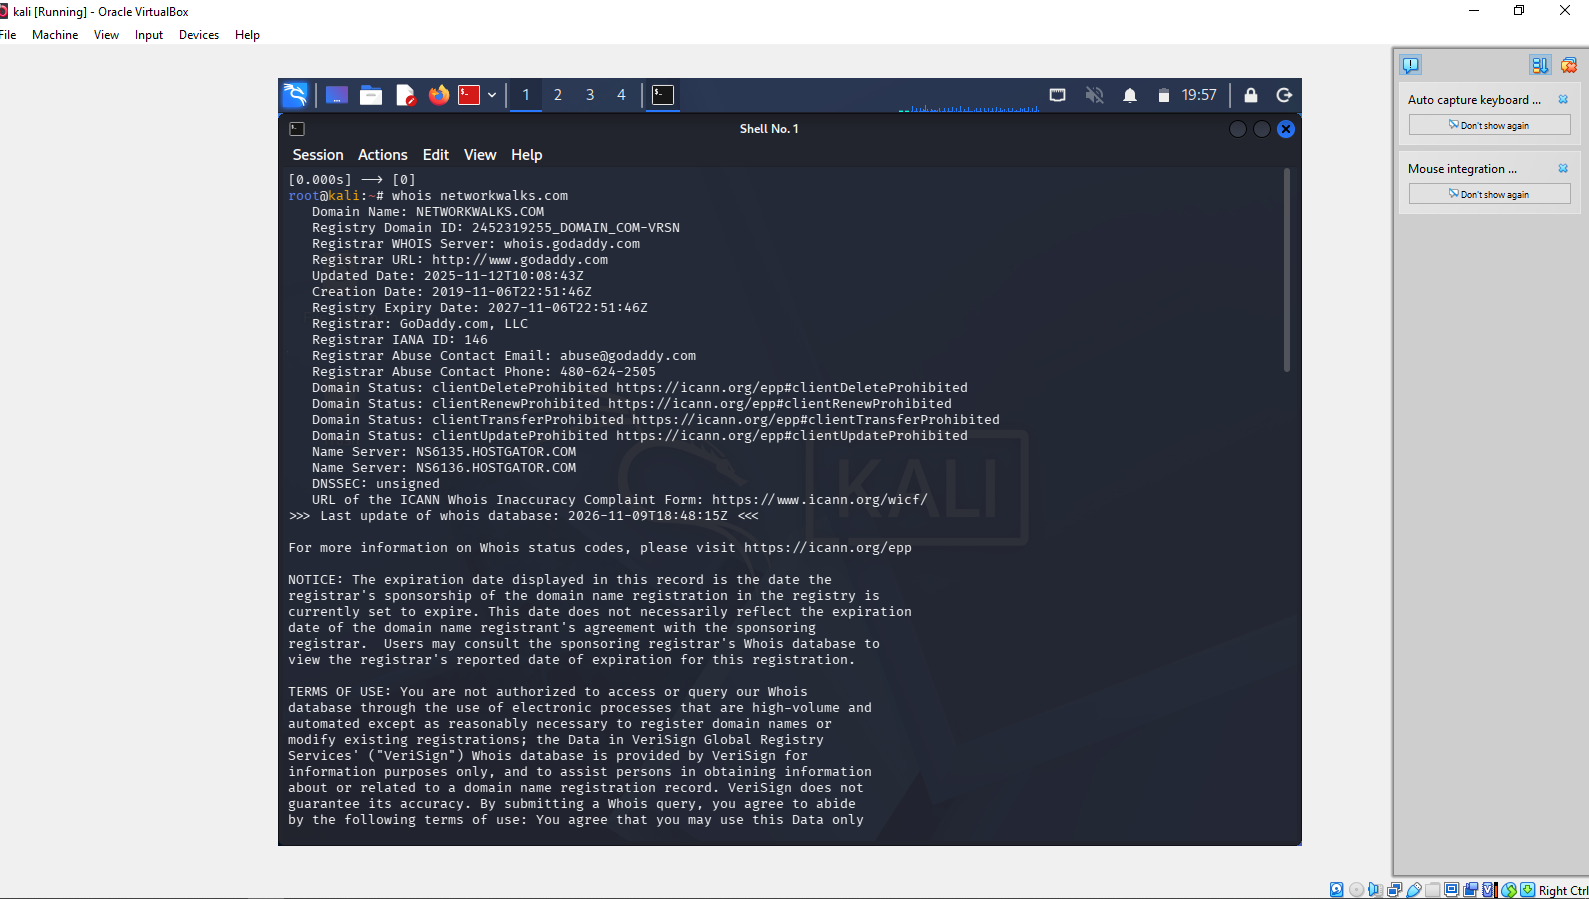 kali [Running] - Oracle VirtualBox
File Machine View Input Devices Help
1 2 3 4 19:57
Shell No. 1
Session Actions Edit View Help
[0.000s] ⟶ [0]
root@kali:~# whois networkwalks.com
Domain Name: NETWORKWALKS.COM
Registry Domain ID: 2452319255_DOMAIN_COM-VRSN
Registrar WHOIS Server: whois.godaddy.com
Registrar URL: http://www.godaddy.com
Updated Date: 2025-11-12T10:08:43Z
Creation Date: 2019-11-06T22:51:46Z
Registry Expiry Date: 2027-11-06T22:51:46Z
Registrar: GoDaddy.com, LLC
Registrar IANA ID: 146
Registrar Abuse Contact Email: abuse@godaddy.com
Registrar Abuse Contact Phone: 480-624-2505
Domain Status: clientDeleteProhibited https://icann.org/epp#clientDeleteProhibited
Domain Status: clientRenewProhibited https://icann.org/epp#clientRenewProhibited
Domain Status: clientTransferProhibited https://icann.org/epp#clientTransferProhibited
Domain Status: clientUpdateProhibited https://icann.org/epp#clientUpdateProhibited
Name Server: NS6135.HOSTGATOR.COM
Name Server: NS6136.HOSTGATOR.COM
DNSSEC: unsigned
URL of the ICANN Whois Inaccuracy Complaint Form: https://www.icann.org/wicf/
>>> Last update of whois database: 2026-11-09T18:48:15Z <<<
For more information on Whois status codes, please visit https://icann.org/epp
NOTICE: The expiration date displayed in this record is the date the
registrar's sponsorship of the domain name registration in the registry is
currently set to expire. This date does not necessarily reflect the expiration
date of the domain name registrant's agreement with the sponsoring
registrar.  Users may consult the sponsoring registrar's Whois database to
view the registrar's reported date of expiration for this registration.
TERMS OF USE: You are not authorized to access or query our Whois
database through the use of electronic processes that are high-volume and
automated except as reasonably necessary to register domain names or
modify existing registrations; the Data in VeriSign Global Registry
Services' ("VeriSign") Whois database is provided by VeriSign for
information purposes only, and to assist persons in obtaining information
about or related to a domain name registration record. VeriSign does not
guarantee its accuracy. By submitting a Whois query, you agree to abide
by the following terms of use: You agree that you may use this Data only
KALI
Auto capture keyboard ...
Don't show again
Mouse integration ...
Don't show again
Right Ctrl